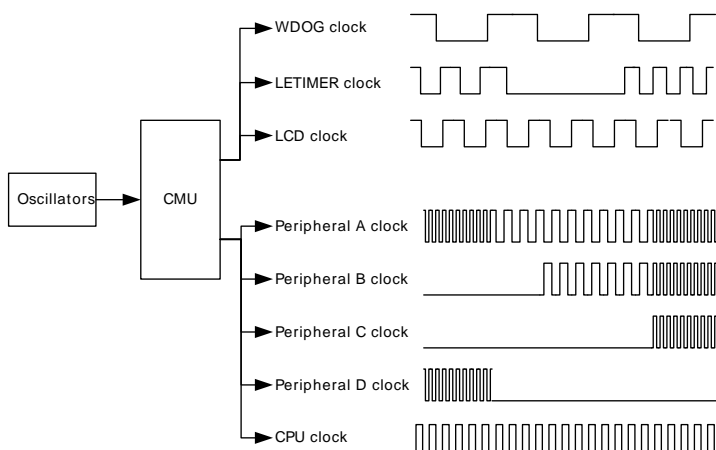 WDOG clock
LETIMER clock
LCD clock
Oscillators
CMU
Peripheral A clock
Peripheral B clock
Peripheral C clock
Peripheral D clock
CPU clock